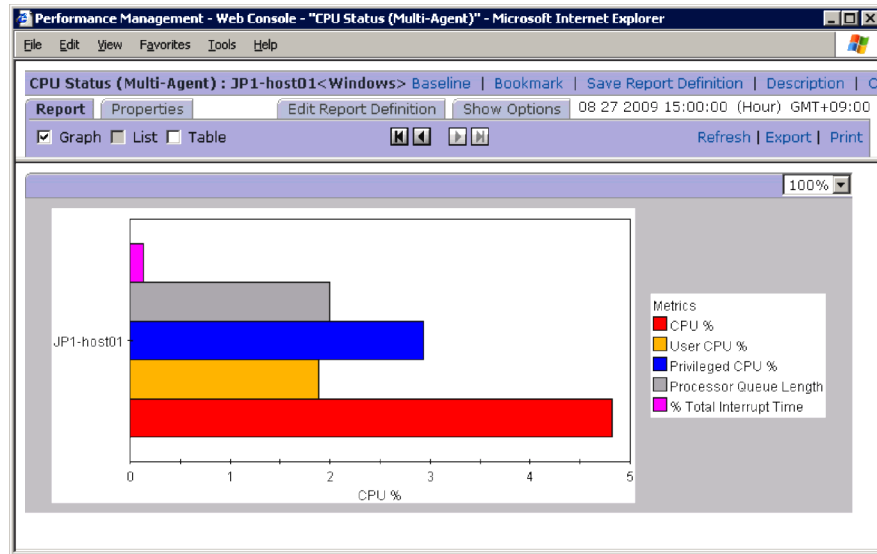 Performance Management - Web Console - "CPU Status (Multi-Agent)" - Microsoft Internet Explorer
File Edit View Favorites Tools Help
CPU Status (Multi-Agent) : JP1-host01<Windows> Baseline | Bookmark | Save Report Definition | Description |
Report Properties Edit Report Definition Show Options 08 27 2009 15:00:00 (Hour) GMT+09:00
Graph List Table Refresh | Export | Print
100%
JP1-host01
0 1 2 3 4 5
CPU %
Metrics
CPU %
User CPU %
Privileged CPU %
Processor Queue Length
% Total Interrupt Time